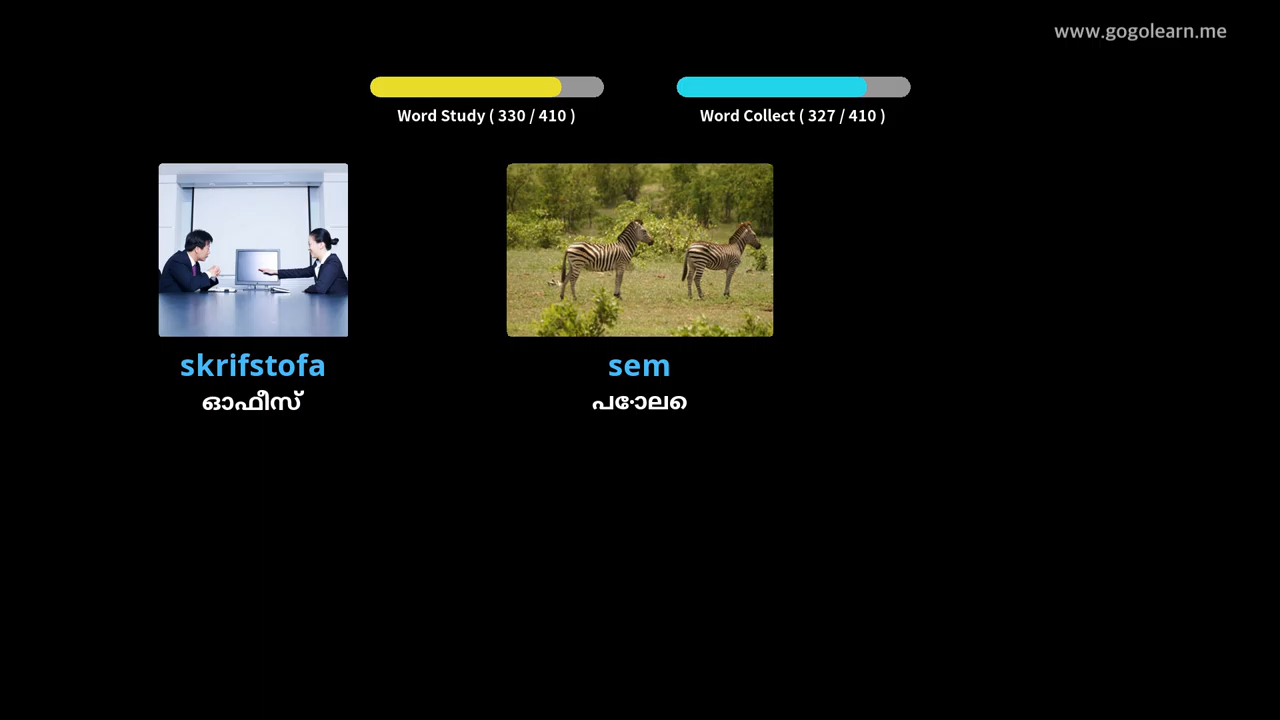 www.gogolearn.me
Word Study ( 330 / 410 )
Word Collect ( 327 / 410 )
skrifstofa
ഓഫീസ്
sem
പോലെ